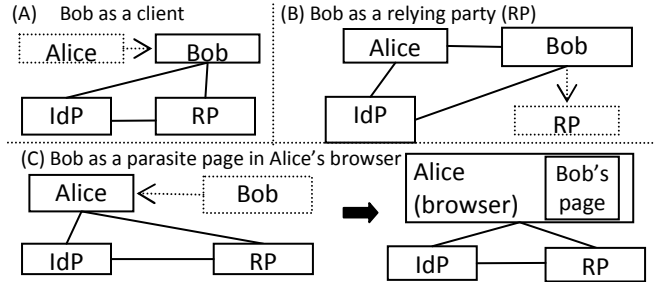 (A) Bob as a client
Alice Bob
IdP RP
(B) Bob as a relying party (RP)
Alice Bob
IdP RP
(C) Bob as a parasite page in Alice's browser
Alice Bob
IdP RP
Alice
(browser)
Bob's
page
IdP RP